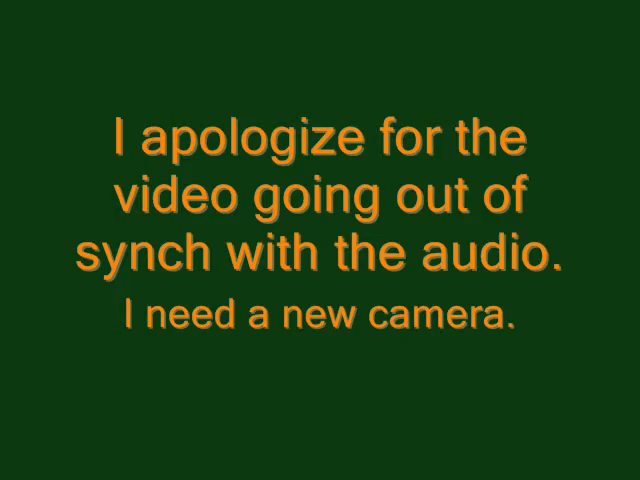 I apologize for the
video going out of
synch with the audio.
I need a new camera.